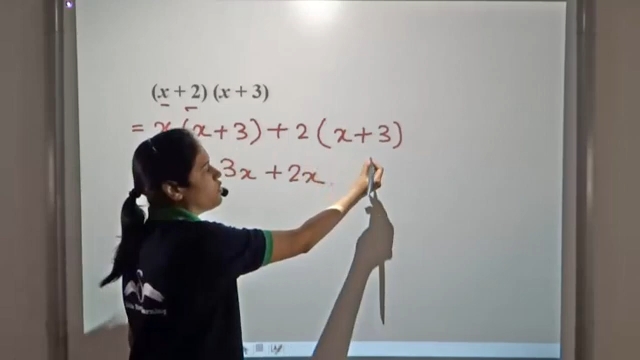 (x + 2) (x + 3)
= x (x+3) + 2 (x+3)
3x + 2x